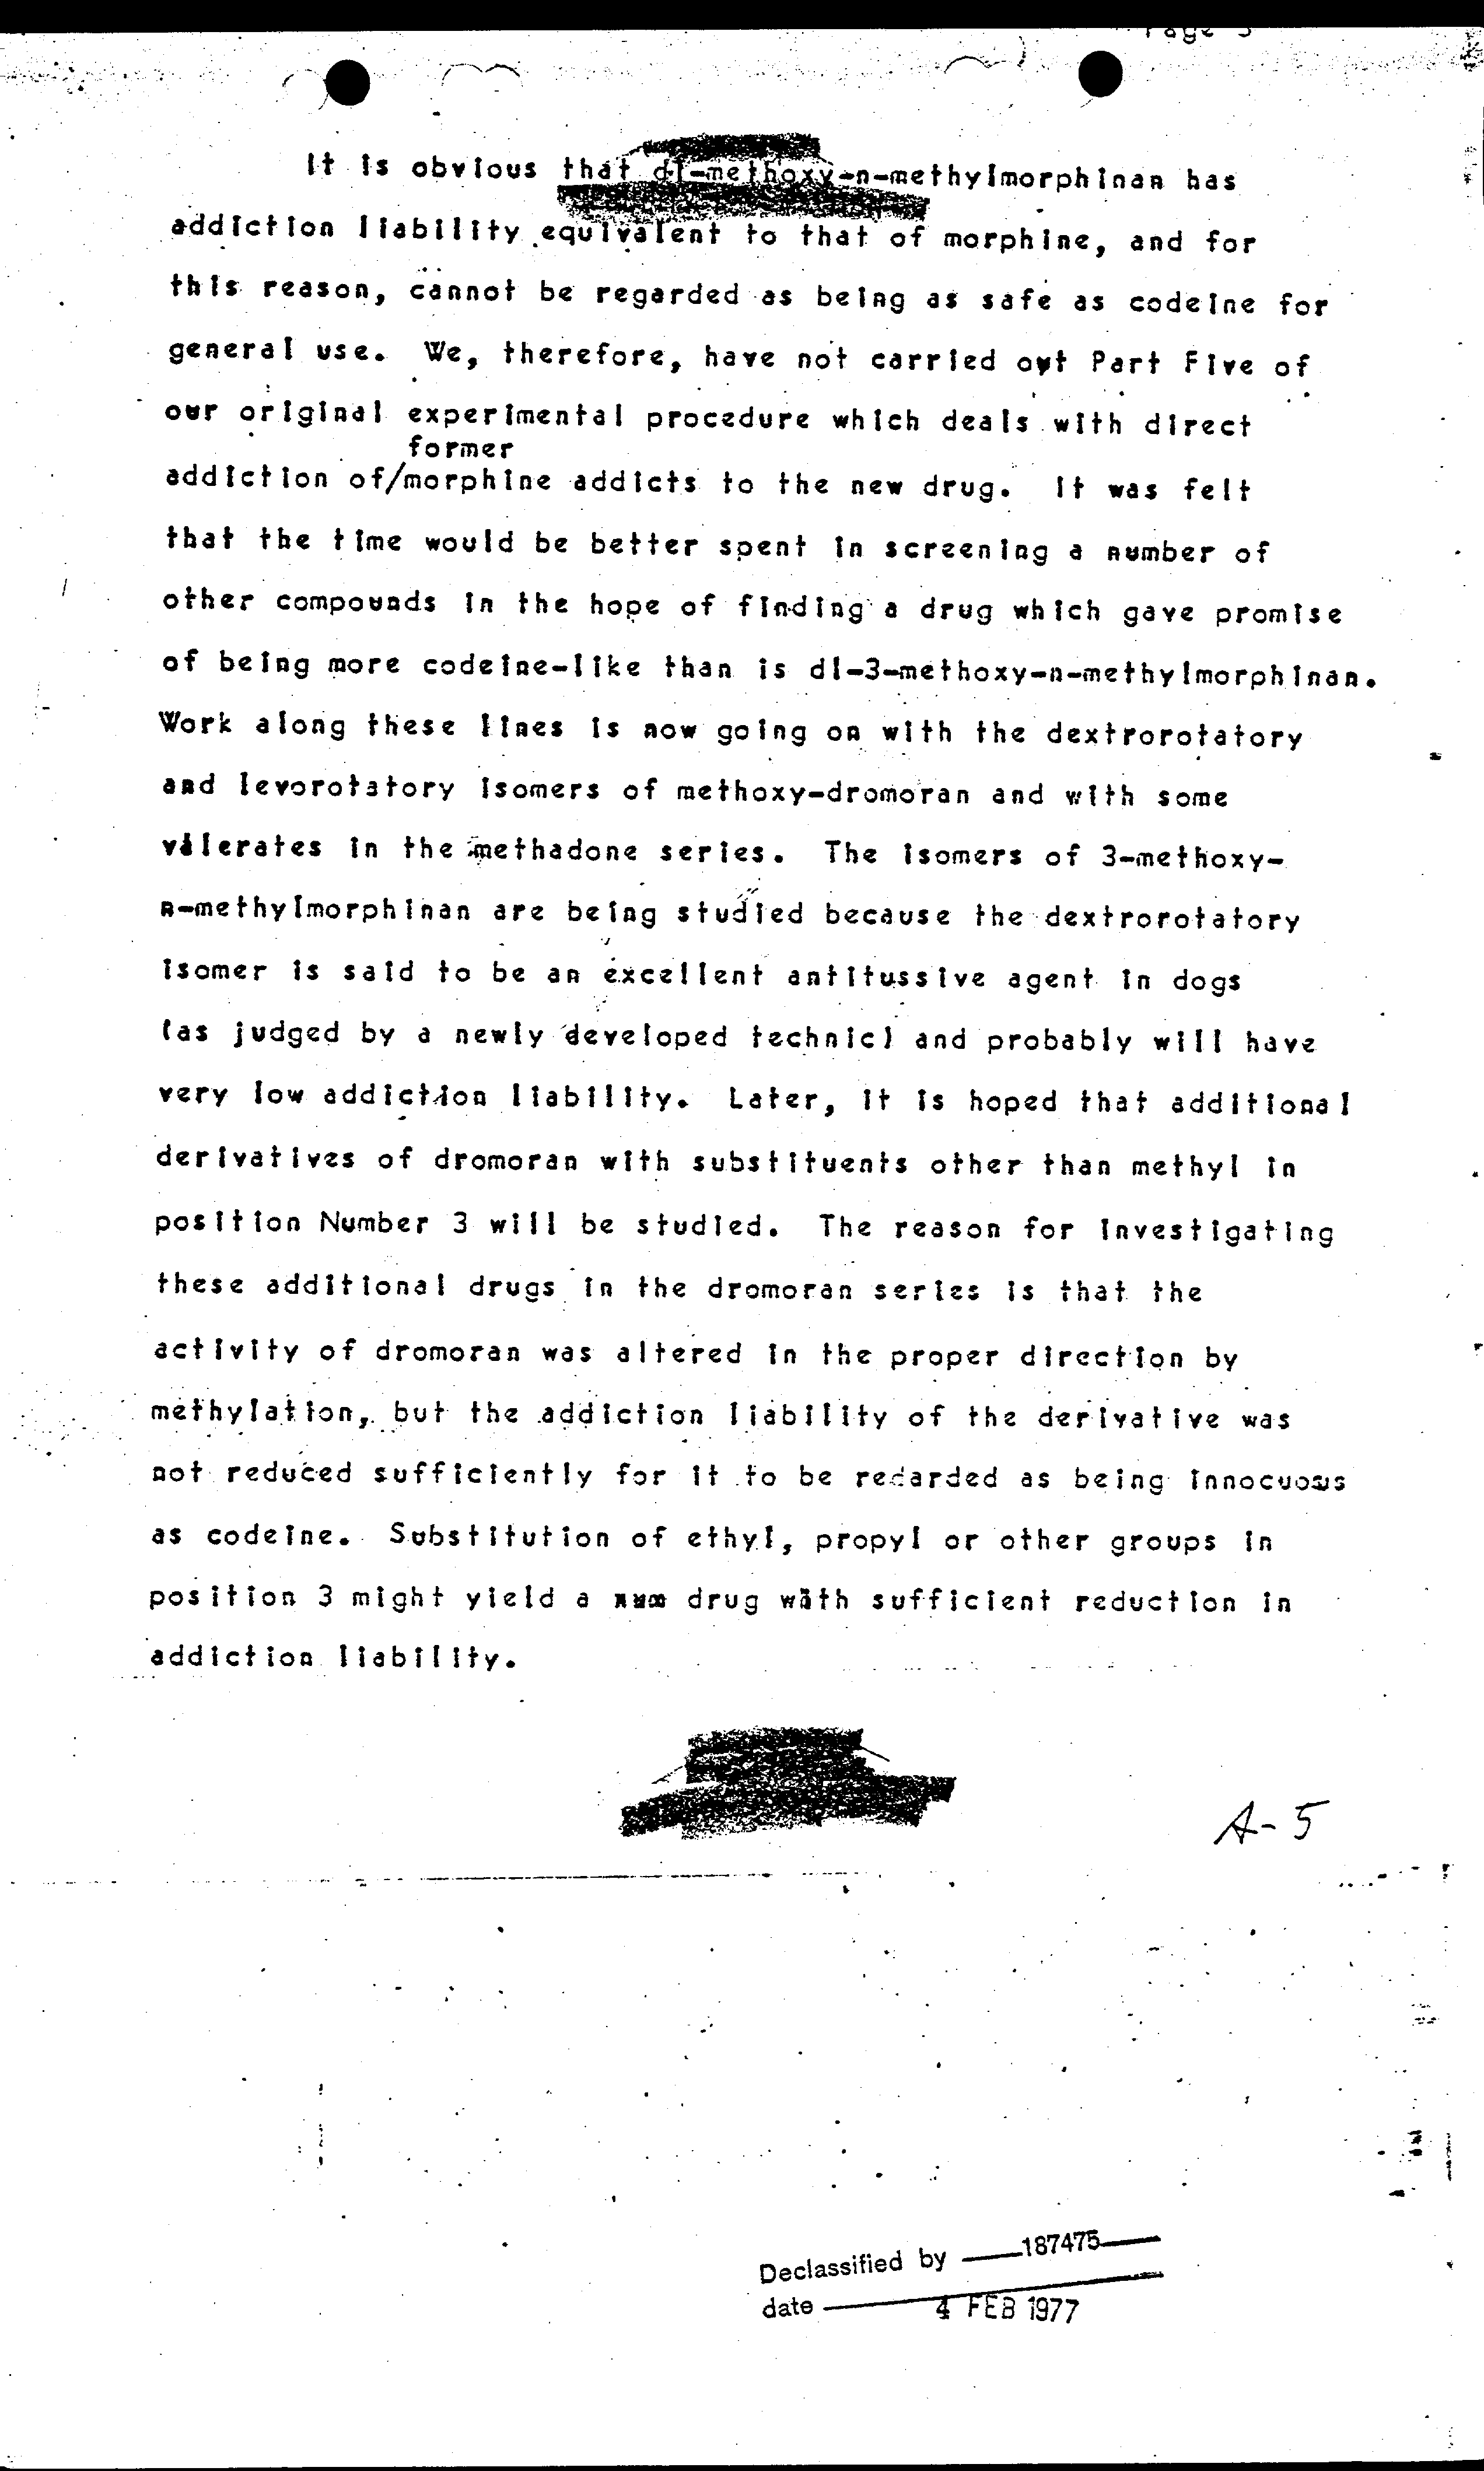 Page 5
It is obvious that dl-methoxy-n-methylmorphinan has
addiction liability equivalent to that of morphine, and for
this reason, cannot be regarded as being as safe as codeine for
general use. We, therefore, have not carried out Part Five of
our original experimental procedure which deals with direct
former
addiction of/morphine addicts to the new drug. It was felt
that the time would be better spent in screening a number of
other compounds in the hope of finding a drug which gave promise
of being more codeine-like than is dl-3-methoxy-n-methylmorphinan.
Work along these lines is now going on with the dextrorotatory
and levorotatory isomers of methoxy-dromoran and with some
valerates in the methadone series. The isomers of 3-methoxy-
n-methylmorphinan are being studied because the dextrorotatory
isomer is said to be an excellent antitussive agent in dogs
(as judged by a newly developed technic) and probably will have
very low addiction liability. Later, it is hoped that additional
derivatives of dromoran with substituents other than methyl in
position Number 3 will be studied. The reason for investigating
these additional drugs in the dromoran series is that the
activity of dromoran was altered in the proper direction by
methylation, but the addiction liability of the derivative was
not reduced sufficiently for it to be redarded as being innocuous
as codeine. Substitution of ethyl, propyl or other groups in
position 3 might yield a drug with sufficient reduction in
addiction liability.
A-5
Declassified by 187475
date 4 FEB 1977